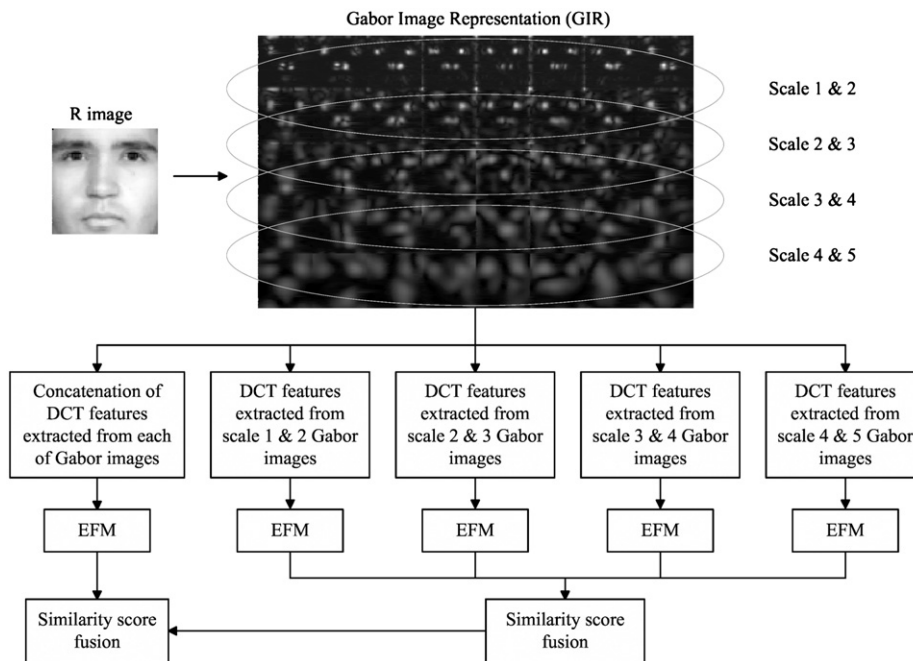 Gabor Image Representation (GIR)
R image
Scale 1 & 2
Scale 2 & 3
Scale 3 & 4
Scale 4 & 5
Concatenation of
DCT features
extracted from each
of Gabor images
DCT features
extracted from
scale 1 & 2 Gabor
images
DCT features
extracted from
scale 2 & 3 Gabor
images
DCT features
extracted from
scale 3 & 4 Gabor
images
DCT features
extracted from
scale 4 & 5 Gabor
images
EFM
EFM
EFM
EFM
EFM
Similarity score
fusion
Similarity score
fusion